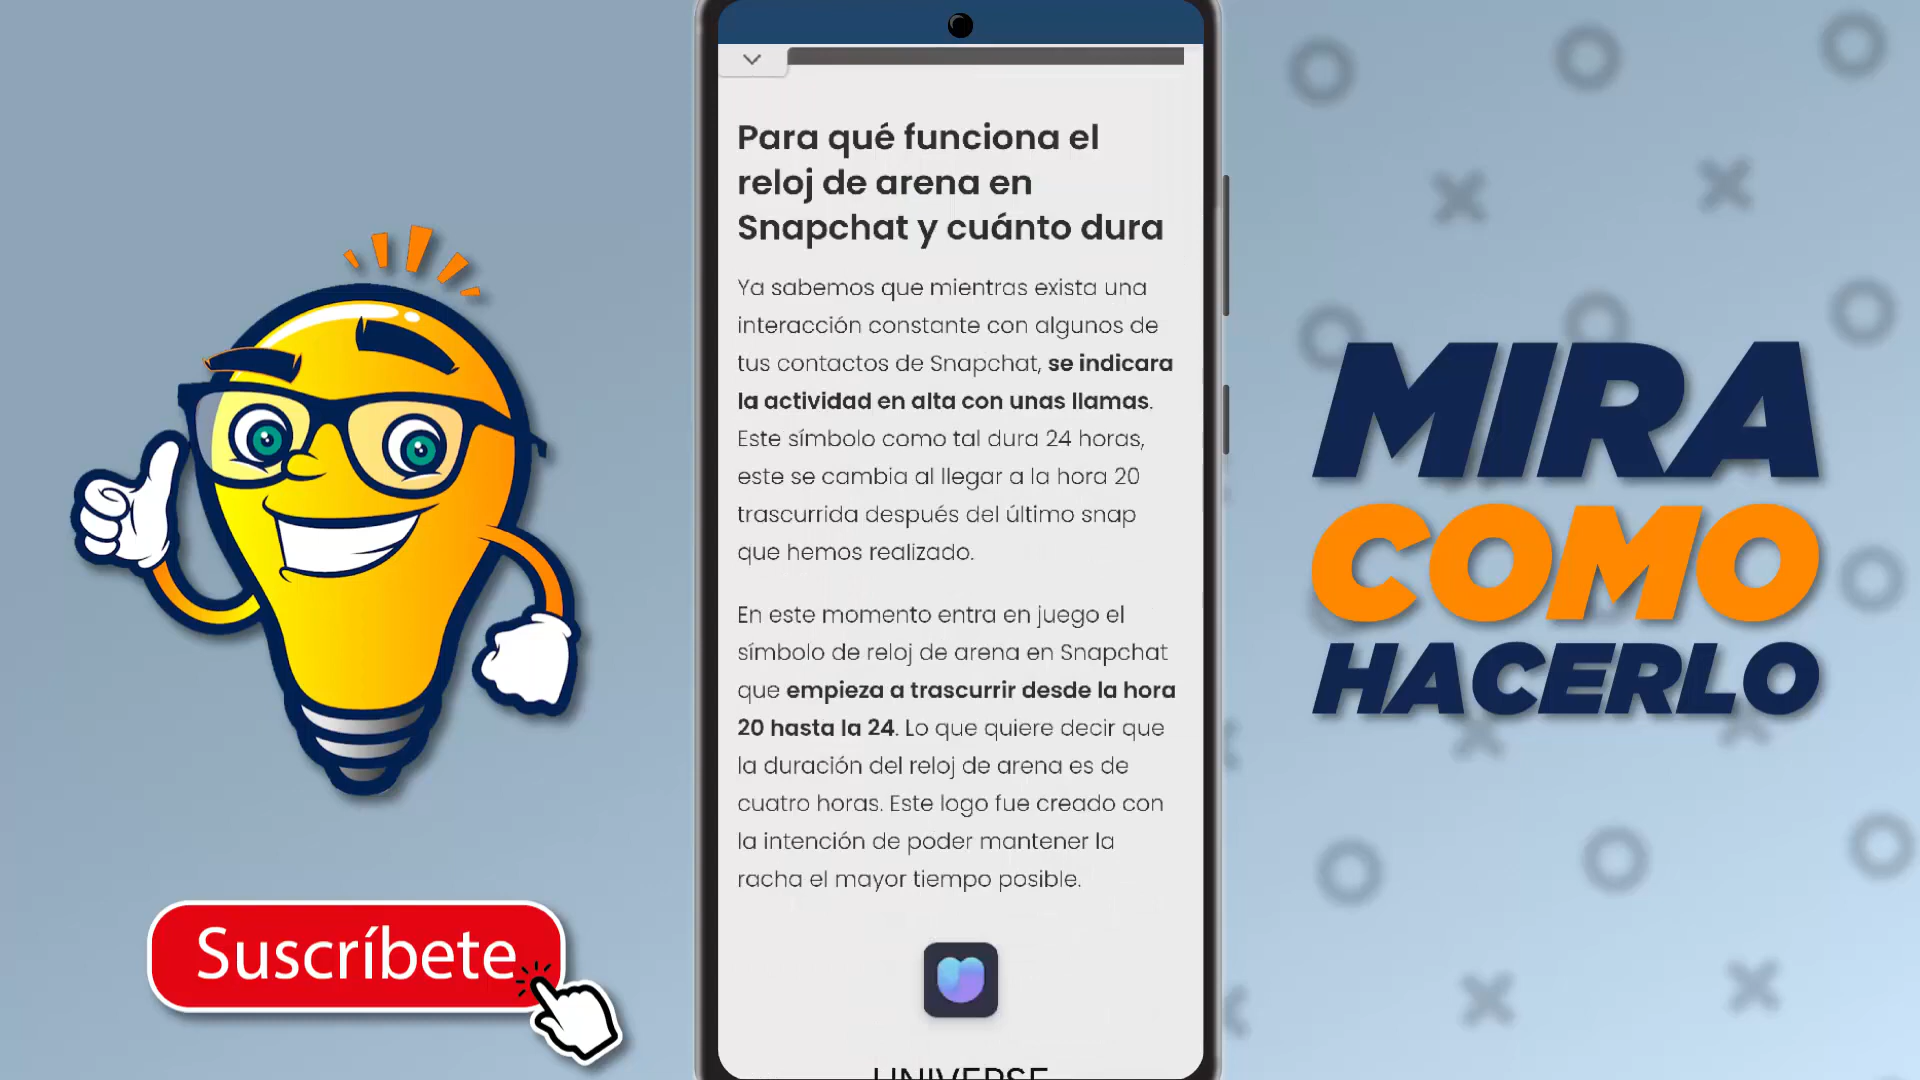 Para qué funciona el
reloj de arena en
Snapchat y cuánto dura
Ya sabemos que mientras exista una
interacción constante con algunos de
tus contactos de Snapchat, se indicara
la actividad en alta con unas llamas.
Este símbolo como tal dura 24 horas,
este se cambia al llegar a la hora 20
trascurrida después del último snap
que hemos realizado.
En este momento entra en juego el
símbolo de reloj de arena en Snapchat
que empieza a trascurrir desde la hora
20 hasta la 24. Lo que quiere decir que
la duración del reloj de arena es de
cuatro horas. Este logo fue creado con
la intención de poder mantener la
racha el mayor tiempo posible.
UNIVERSE
Suscríbete
MIRA
COMO
HACERLO